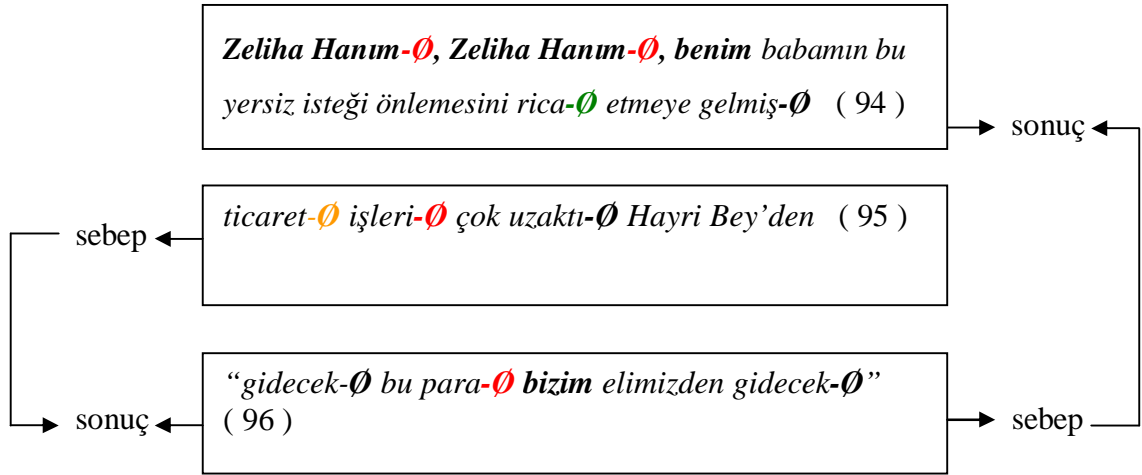 Zeliha Hanım-Ø, Zeliha Hanım-Ø, benim babamın bu
yersiz isteği önlemesini rica-Ø etmeye gelmiş-Ø ( 94 )
sonuç
ticaret-Ø işleri-Ø çok uzaktı-Ø Hayri Bey’den ( 95 )
sebep
“gidecek-Ø bu para-Ø bizim elimizden gidecek-Ø”
( 96 )
sonuç
sebep